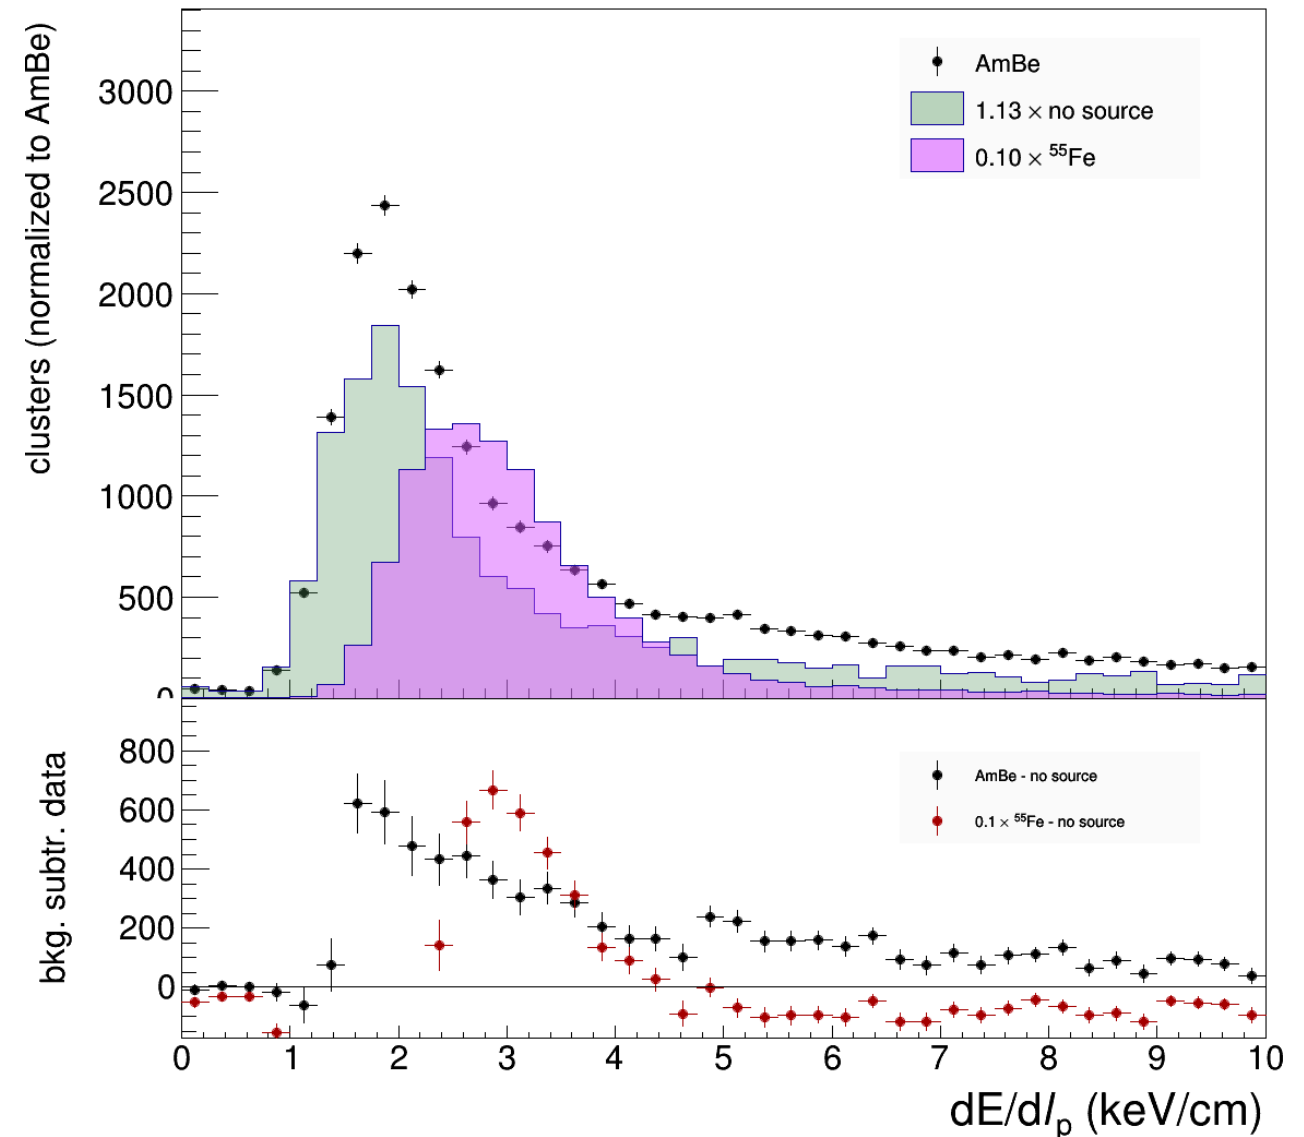 clusters (normalized to AmBe)
3000
2500
2000
1500
1000
500
0
AmBe
1.13 × no source
0.10 × ⁵⁵Fe
bkg. subtr. data
800
600
400
200
0
AmBe - no source
0.1 × ⁵⁵Fe - no source
0 1 2 3 4 5 6 7 8 9 10
dE/dlₚ (keV/cm)